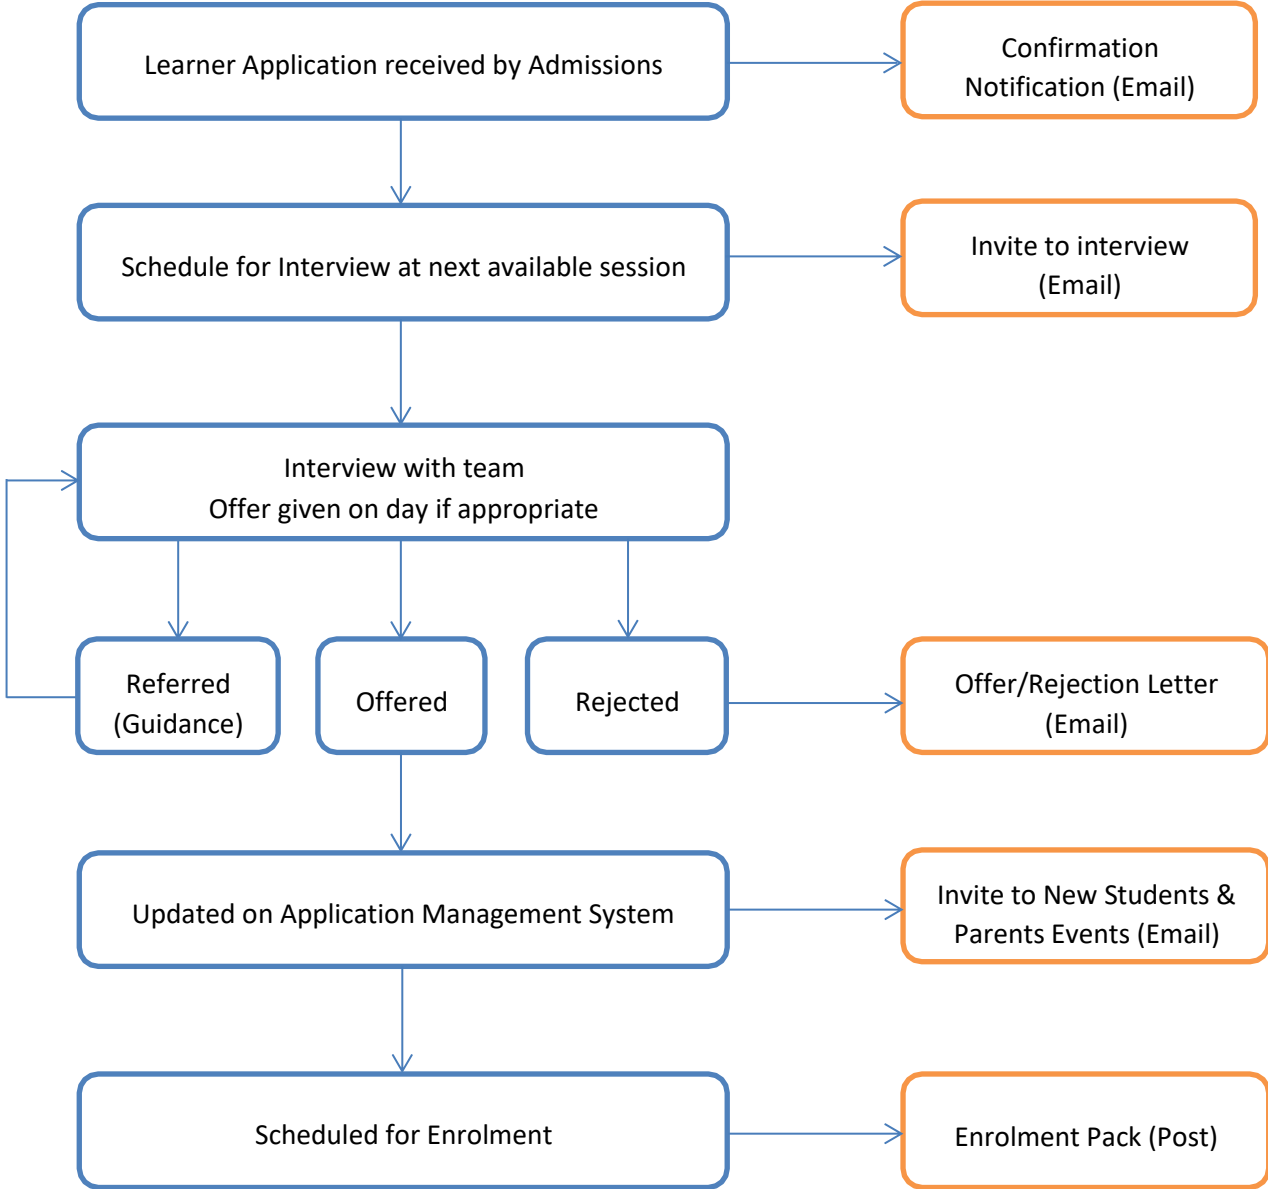 Learner Application received by Admissions
Confirmation
Notification (Email)
Schedule for Interview at next available session
Invite to interview
(Email)
Interview with team
Offer given on day if appropriate
Referred
(Guidance)
Offered
Rejected
Offer/Rejection Letter
(Email)
Updated on Application Management System
Invite to New Students &
Parents Events (Email)
Scheduled for Enrolment
Enrolment Pack (Post)